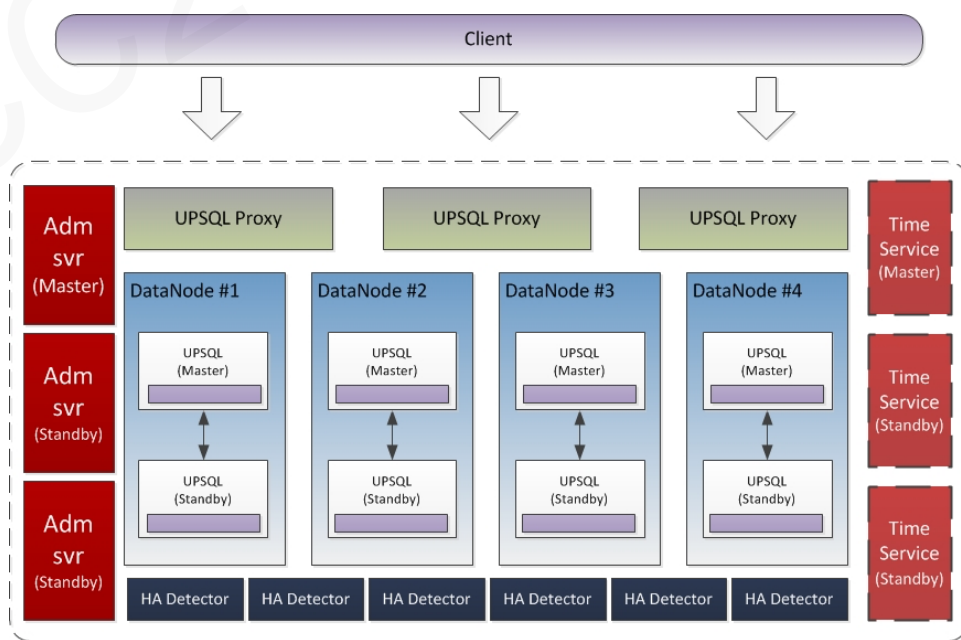 Client
Adm
svr
(Master)
UPSQL Proxy
UPSQL Proxy
UPSQL Proxy
Time
Service
(Master)
DataNode #1
DataNode #2
DataNode #3
DataNode #4
UPSQL
(Master)
UPSQL
(Master)
UPSQL
(Master)
UPSQL
(Master)
Adm
svr
(Standby)
Time
Service
(Standby)
UPSQL
(Standby)
UPSQL
(Standby)
UPSQL
(Standby)
UPSQL
(Standby)
Adm
svr
(Standby)
Time
Service
(Standby)
HA Detector
HA Detector
HA Detector
HA Detector
HA Detector
HA Detector